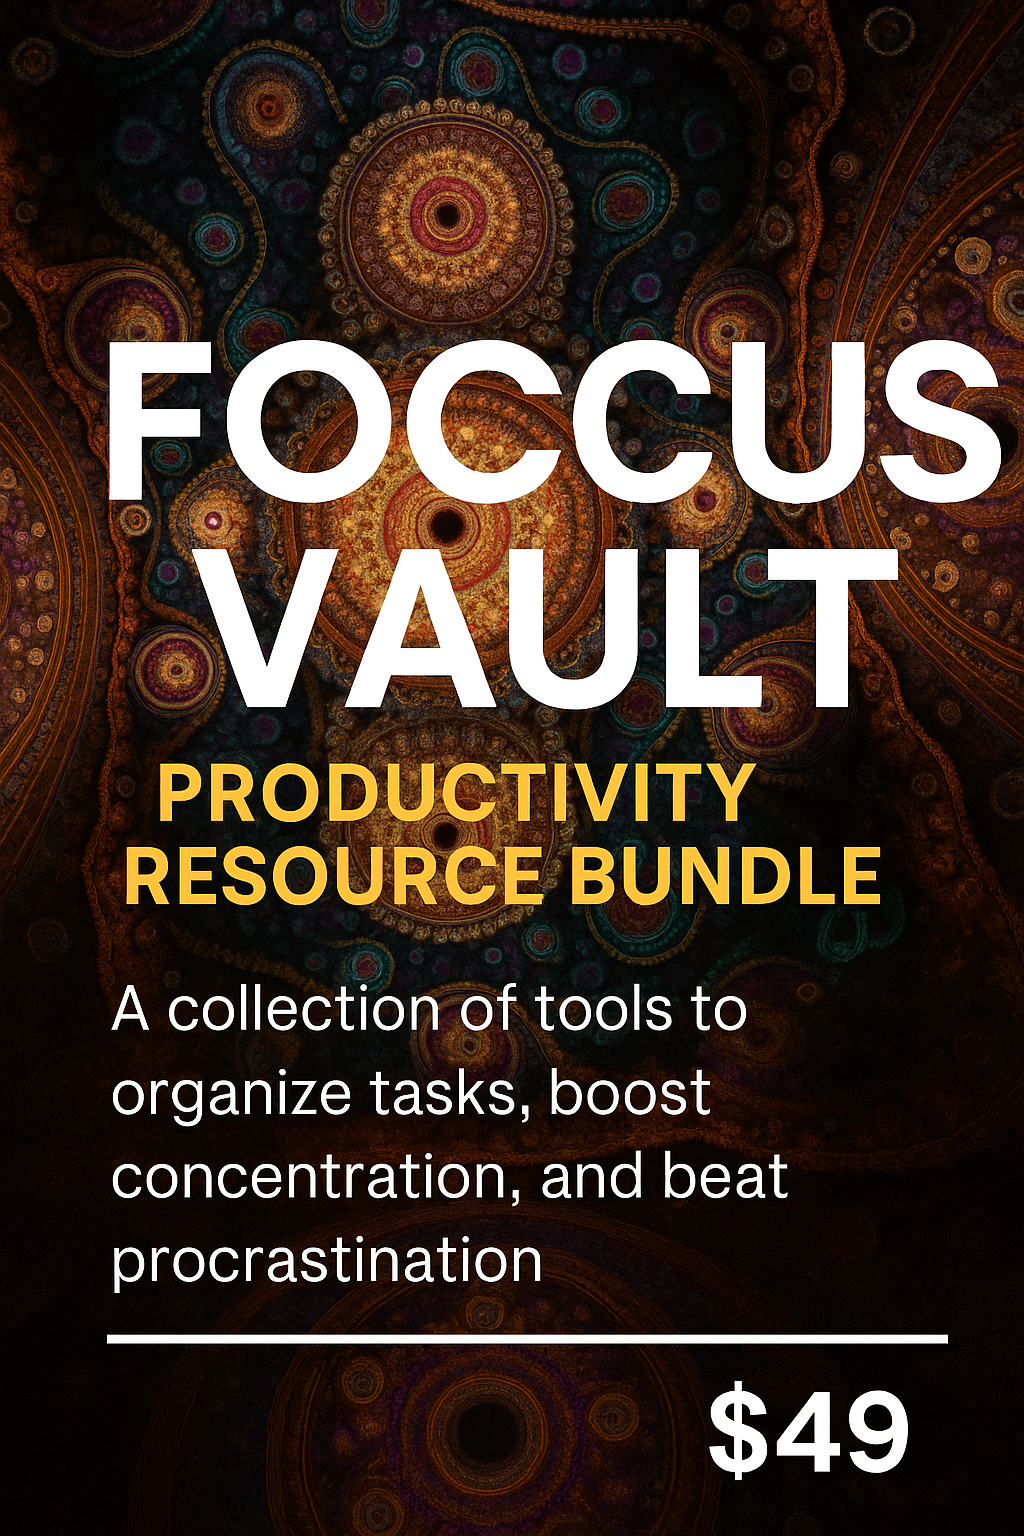 FOCCUS
VAULT
PRODUCTIVITY
RESOURCE BUNDLE
A collection of tools to
organize tasks, boost
concentration, and beat
procrastination
$49